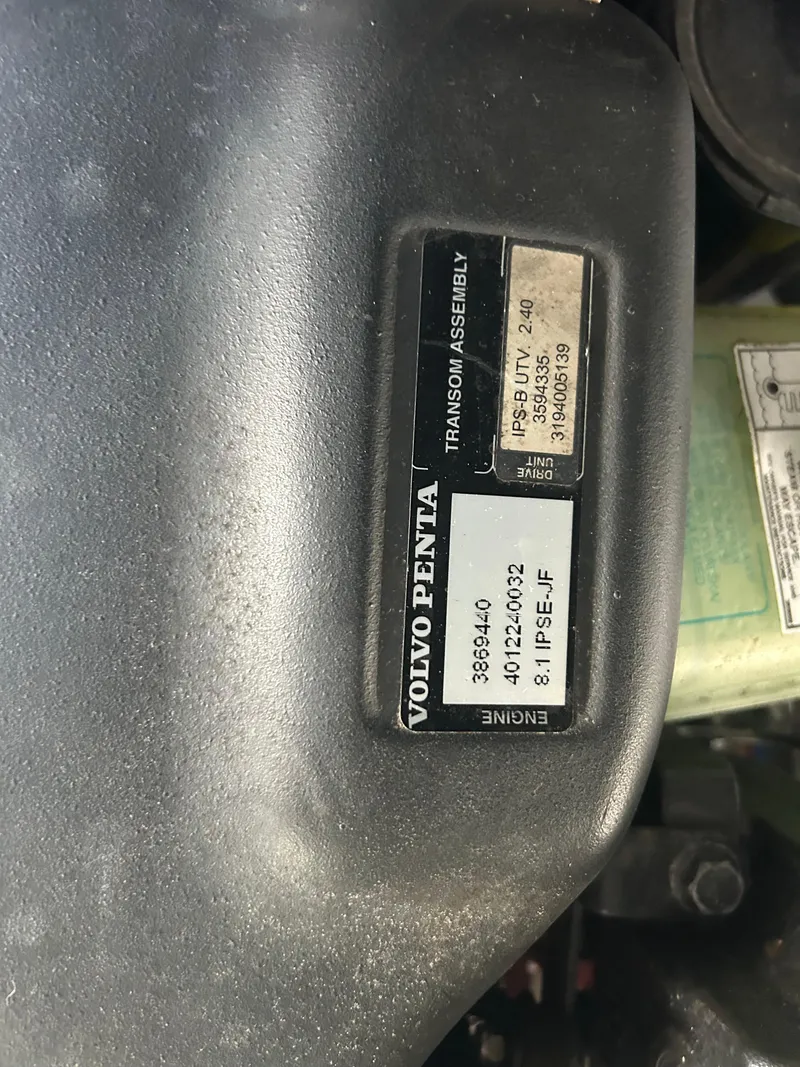 VOLVO PENTA
TRANSOM ASSEMBLY
ENGINE
3869440
4012240032
8.1 IPSE-JF
DRIVE
UNIT
IPS-B UTV. 2.40
3594335
3194005139